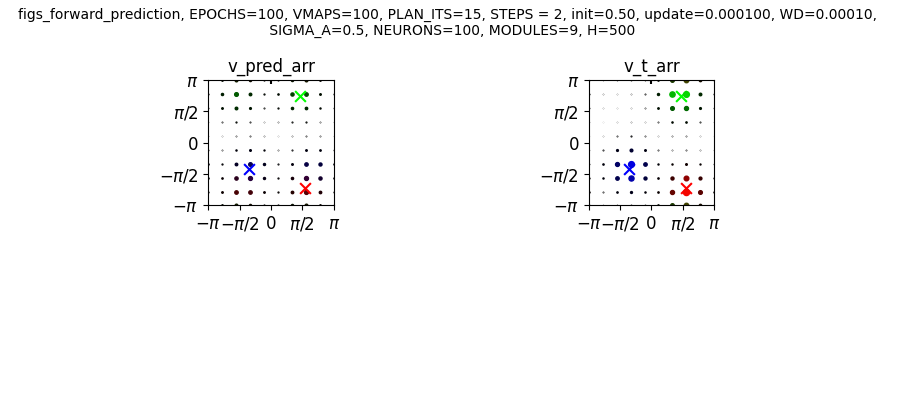 figs_forward_prediction, EPOCHS=100, VMAPS=100, PLAN_ITS=15, STEPS = 2, init=0.50, update=0.000100, WD=0.00010,
SIGMA_A=0.5, NEURONS=100, MODULES=9, H=500
v_pred_arr
π
π/2
0
−π/2
−π
−π −π/2 0 π/2 π
v_t_arr
π
π/2
0
−π/2
−π
−π −π/2 0 π/2 π